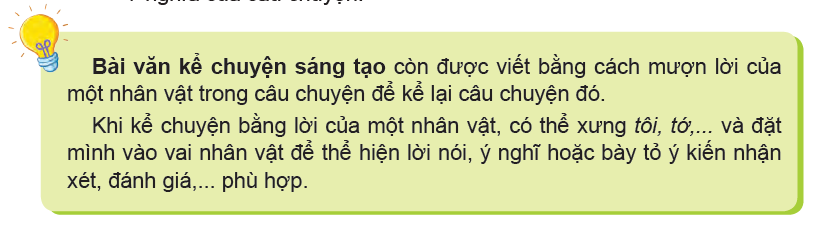 Bài văn kể chuyện sáng tạo còn được viết bằng cách mượn lời của
một nhân vật trong câu chuyện để kể lại câu chuyện đó.
Khi kể chuyện bằng lời của một nhân vật, có thể xưng tôi, tớ,... và đặt
mình vào vai nhân vật để thể hiện lời nói, ý nghĩ hoặc bày tỏ ý kiến nhận
xét, đánh giá,... phù hợp.